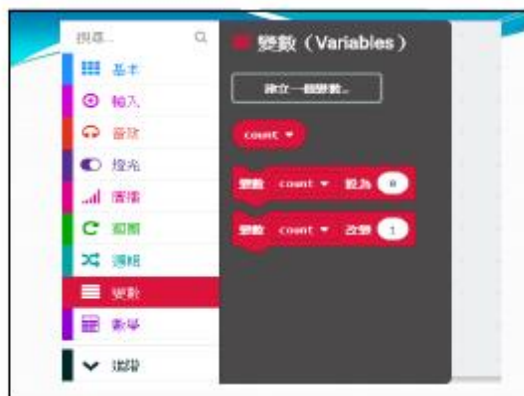 搜尋...
基本
輸入
音效
燈光
廣播
迴圈
邏輯
變數
數學
進階
變數（Variables）
建立一個變數...
count
變數 count 設為 0
變數 count 改變 1